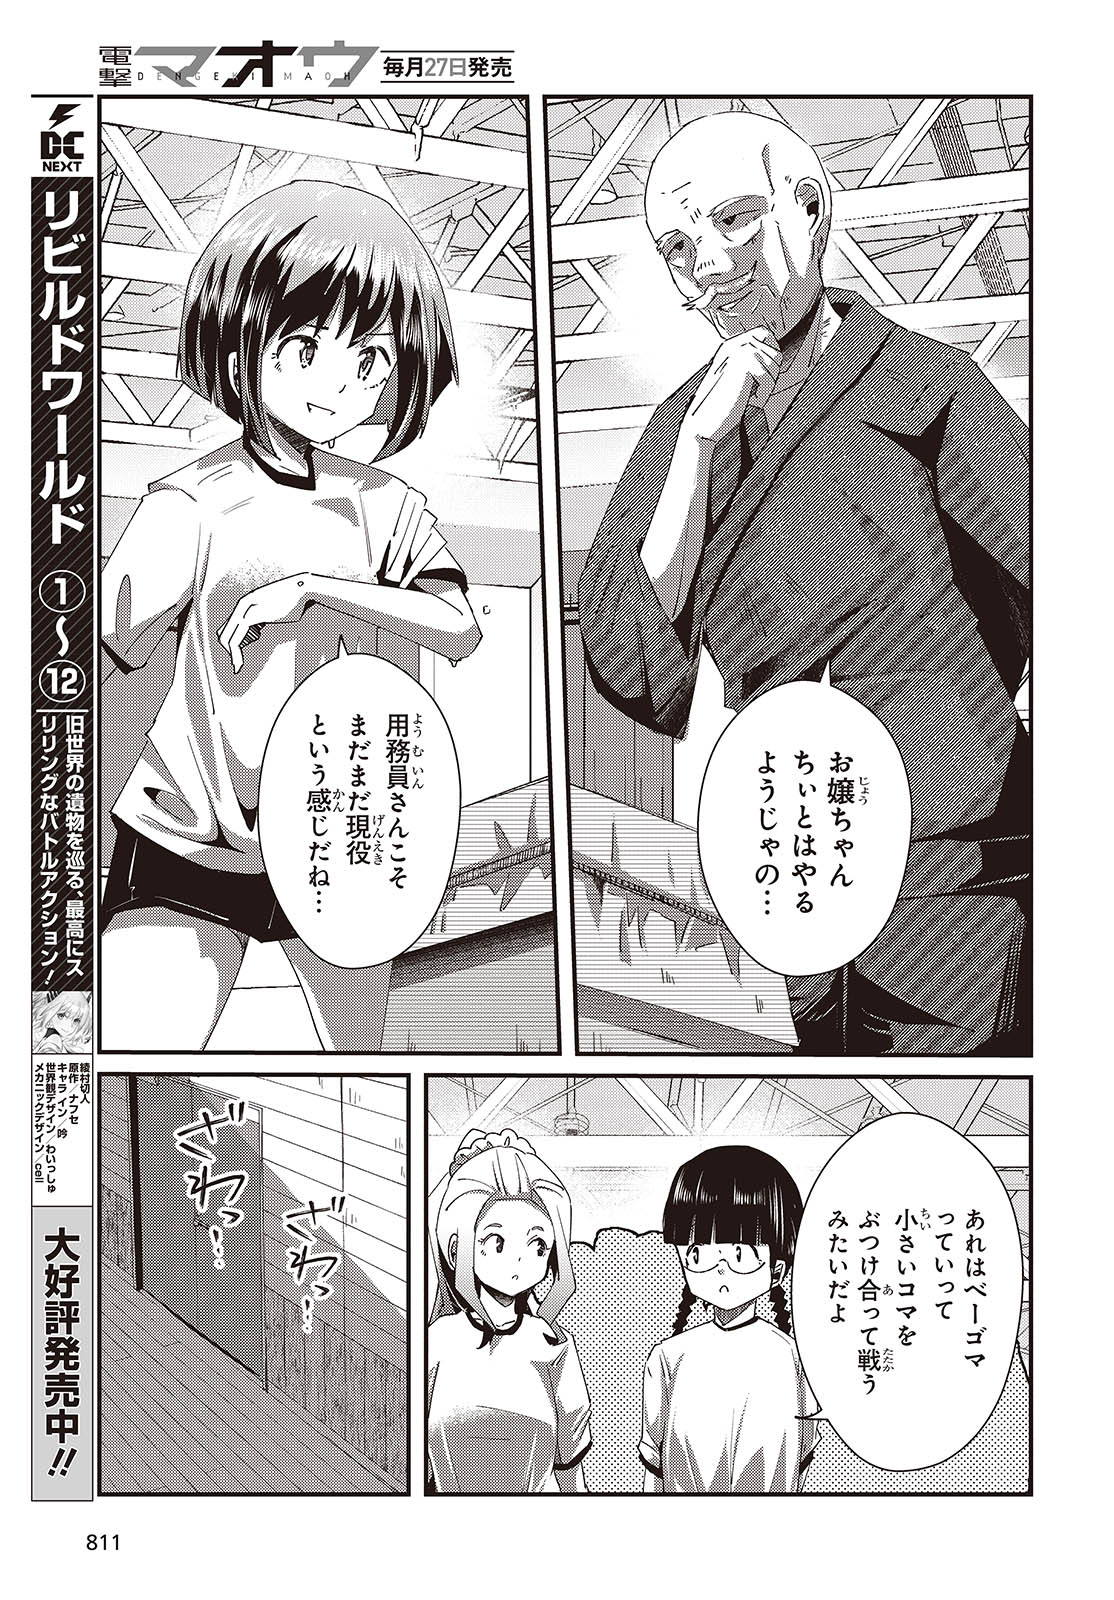 電撃
マオウ
DENGEKI MAOH
毎月27日発売
お嬢ちゃん
ちぃとはやる
ようじゃの…
用務員さんこそ
まだまだ現役
という感じだね…
あれはベーゴマ
っていって
小さいコマを
ぶつけ合って戦う
みたいだよ
ざわっ…
ざわっ…
DC
NEXT
リビルドワールド ①～⑫
旧世界の遺物を巡る、最高にス
リリングなバトルアクション!
綾村切人
原作／ナフセ
キャライン／吟
世界観デザイン／わいっしゅ
メカニックデザイン／cell
大好評発売中!!
811